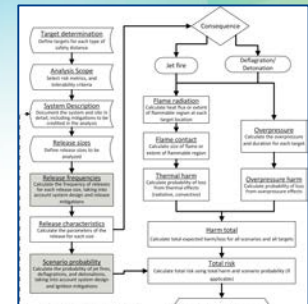 Target determination
Define targets for each type of
safety distance
Analysis Scope
Select risk metrics, and
tolerability criteria
System Description
Document the system and site in
detail, including mitigations to be
credited in the analysis
Release sizes
Define release sizes to be
analysed
Release frequencies
Calculate the frequency of releases
for each release size, taking into
account system design and release
mitigations
Release characteristics
Calculate the parameters of the
release for each size
Scenario probability
Calculate the probability of jet fires,
deflagrations, and detonations,
taking into account system design
and ignition mitigations
Consequence
Jet fire
Deflagration/
Detonation
Flame radiation
Calculate heat flux or extent of
flammable region at each
target location
Flame contact
Calculate size of flame or
extent of flammable region
Thermal harm
Calculate probability of loss
from thermal effects
(radiative, convective)
Overpressure
Calculate the overpressure
and duration for each target
Overpressure harm
Calculate probability of loss
from overpressure effects
Harm total
Calculate total expected harm/loss for all scenarios and all targets
Total risk
Calculate total risk using total harm and scenario probability (if
applicable)